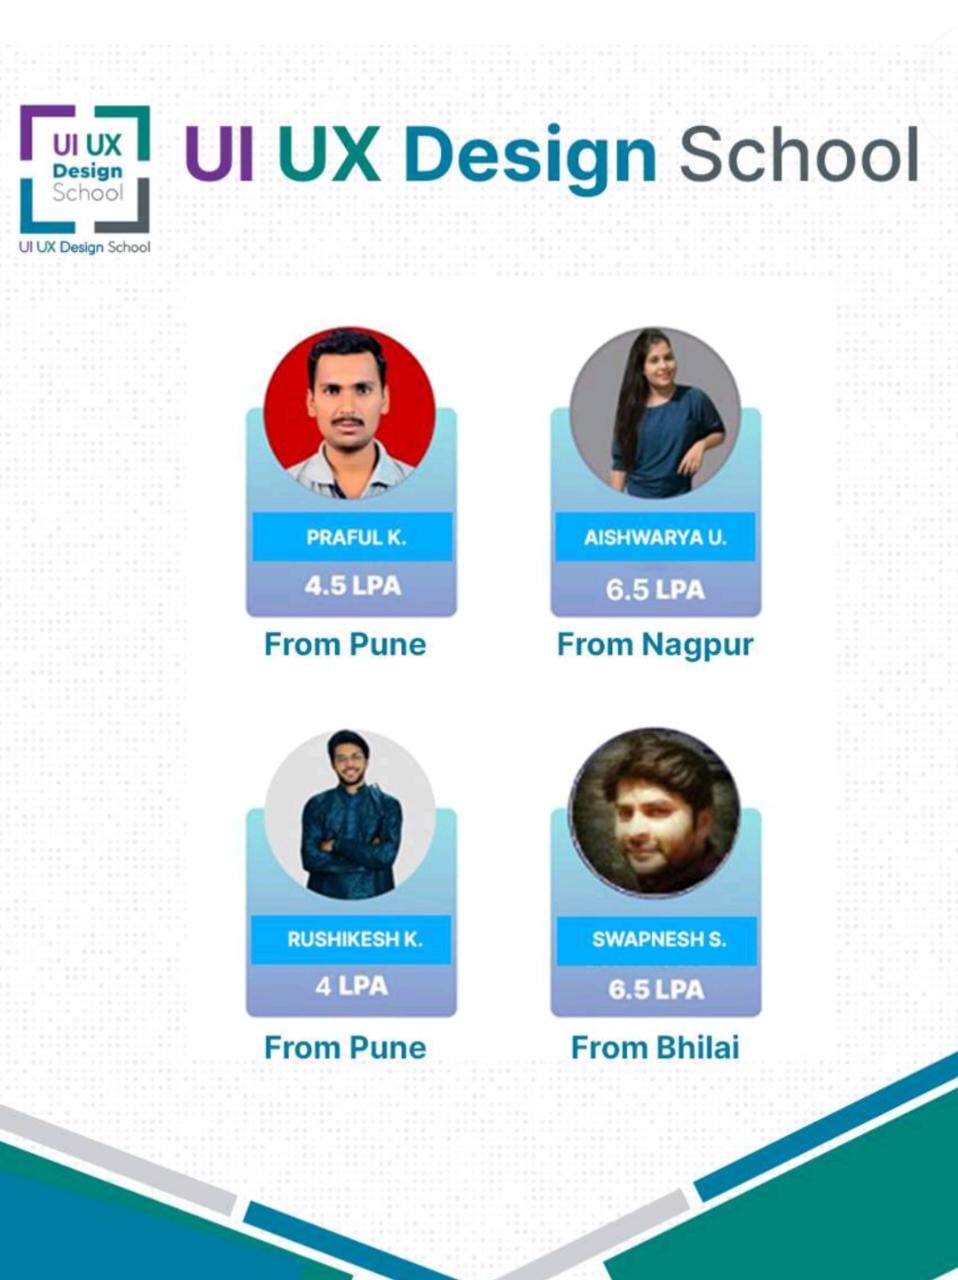 UI UX
Design
School
UI UX Design School
UI UX Design School
PRAFUL K.
4.5 LPA
From Pune
AISHWARYA U.
6.5 LPA
From Nagpur
RUSHIKESH K.
4 LPA
From Pune
SWAPNESH S.
6.5 LPA
From Bhilai